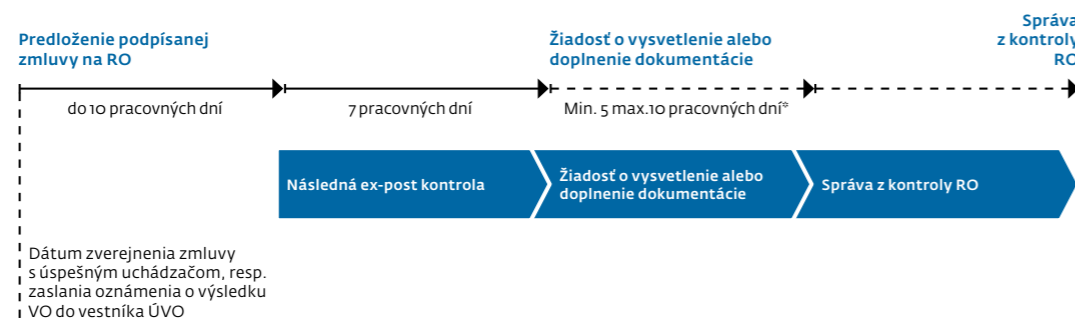 Predloženie podpísanej
zmluvy na RO
Žiadosť o vysvetlenie alebo
doplnenie dokumentácie
Správa
z kontroly
RO
do 10 pracovných dní
7 pracovných dní
Min. 5 max.10 pracovných dní*
Následná ex-post kontrola
Žiadosť o vysvetlenie alebo
doplnenie dokumentácie
Správa z kontroly RO
Dátum zverejnenia zmluvy
s úspešným uchádzačom, resp.
zaslania oznámenia o výsledku
VO do vestníka ÚVO